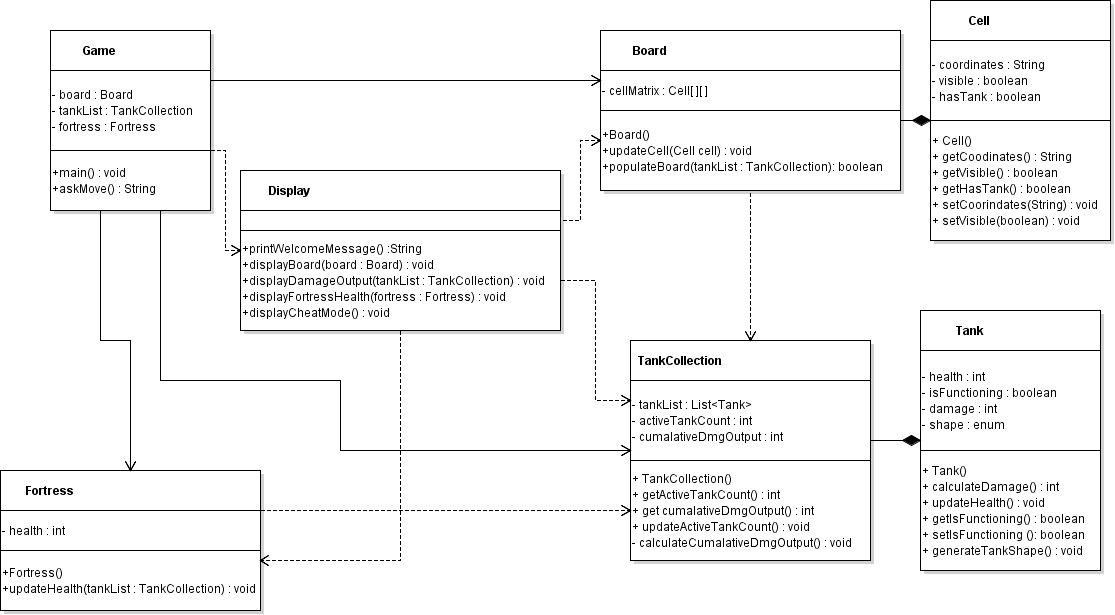 Game
- board : Board
- tankList : TankCollection
- fortress : Fortress
+main() : void
+askMove() : String
Display
+printWelcomeMessage() :String
+displayBoard(board : Board) : void
+displayDamageOutput(tankList : TankCollection) : void
+displayFortressHealth(fortress : Fortress) : void
+displayCheatMode() : void
Board
- cellMatrix : Cell[][]
+Board()
+updateCell(Cell cell) : void
+populateBoard(tankList : TankCollection): boolean
Cell
- coordinates : String
- visible : boolean
- hasTank : boolean
+ Cell()
+ getCoodinates() : String
+ getVisible() : boolean
+ getHasTank() : boolean
+ setCoorindates(String) : void
+ setVisible(boolean) : void
Fortress
- health : int
+Fortress()
+updateHealth(tankList : TankCollection) : void
TankCollection
- tankList : List<Tank>
- activeTankCount : int
- cumalativeDmgOutput : int
+ TankCollection()
+ getActiveTankCount() : int
+ get cumalativeDmgOutput() : int
+ updateActiveTankCount() : void
- calculateCumalativeDmgOutput() : void
Tank
- health : int
- isFunctioning : boolean
- damage : int
- shape : enum
+ Tank()
+ calculateDamage() : int
+ updateHealth() : void
+ getIsFunctioning() : boolean
+ setIsFunctioning (): boolean
+ generateTankShape() : void